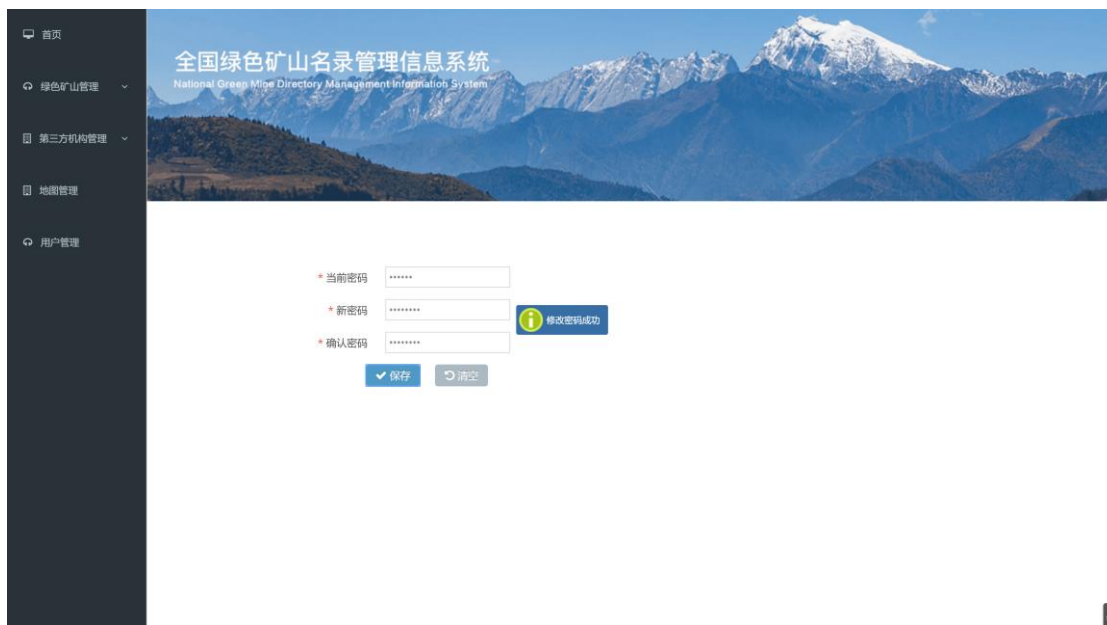 首页
绿色矿山管理
第三方机构管理
地图管理
用户管理
全国绿色矿山名录管理信息系统
National Green Mine Directory Management Information System
* 当前密码 ······
* 新密码 ········
* 确认密码 ········
修改密码成功
保存 清空